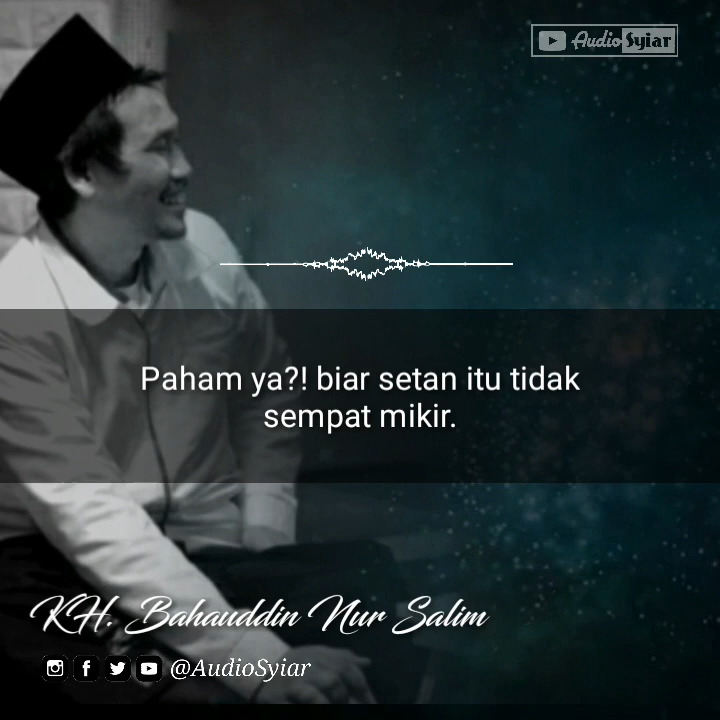 Audio Syiar
Paham ya?! biar setan itu tidak
sempat mikir.
KH. Bahauddin Nur Salim
@AudioSyiar